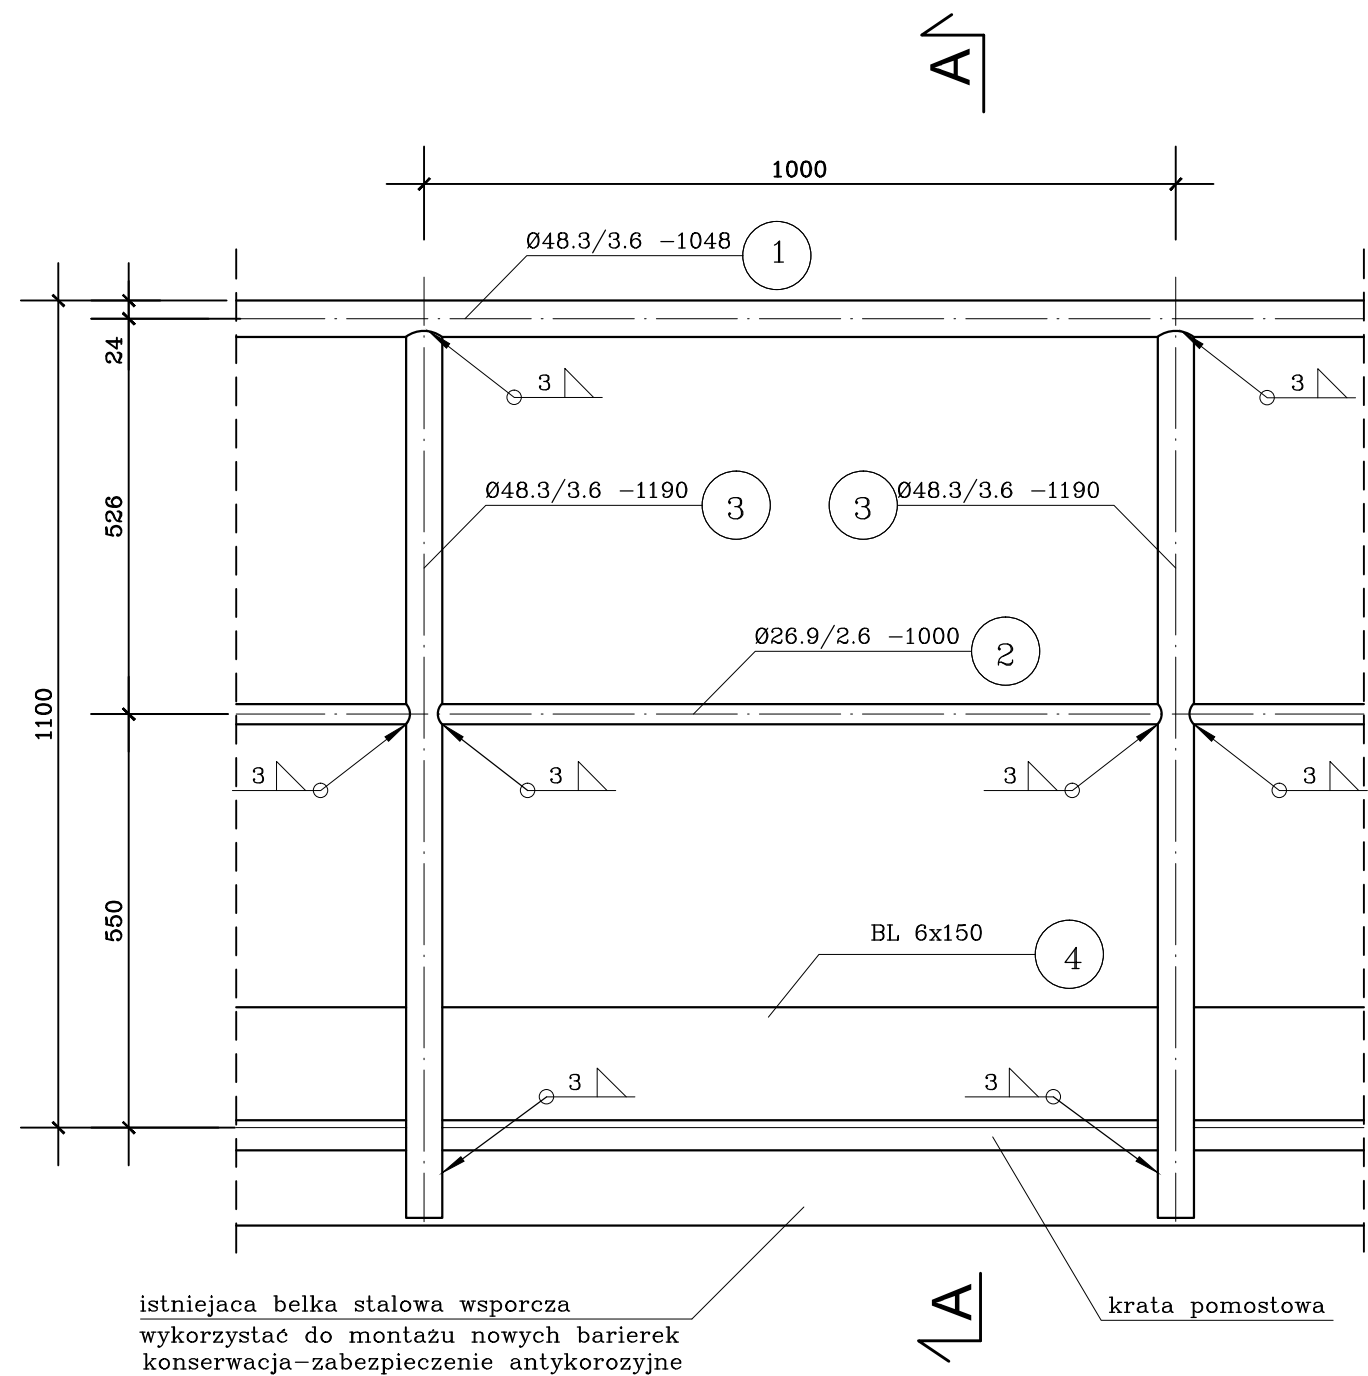 A
1000
Ø48.3/3.6 -1048 1
24
3
3
526
Ø48.3/3.6 -1190 3
3 Ø48.3/3.6 -1190
Ø26.9/2.6 -1000 2
1100
3
3
3
3
550
BL 6x150 4
3
3
A
istniejaca belka stalowa wsporcza
wykorzystać do montażu nowych barierek
konserwacja-zabezpieczenie antykorozyjne
krata pomostowa